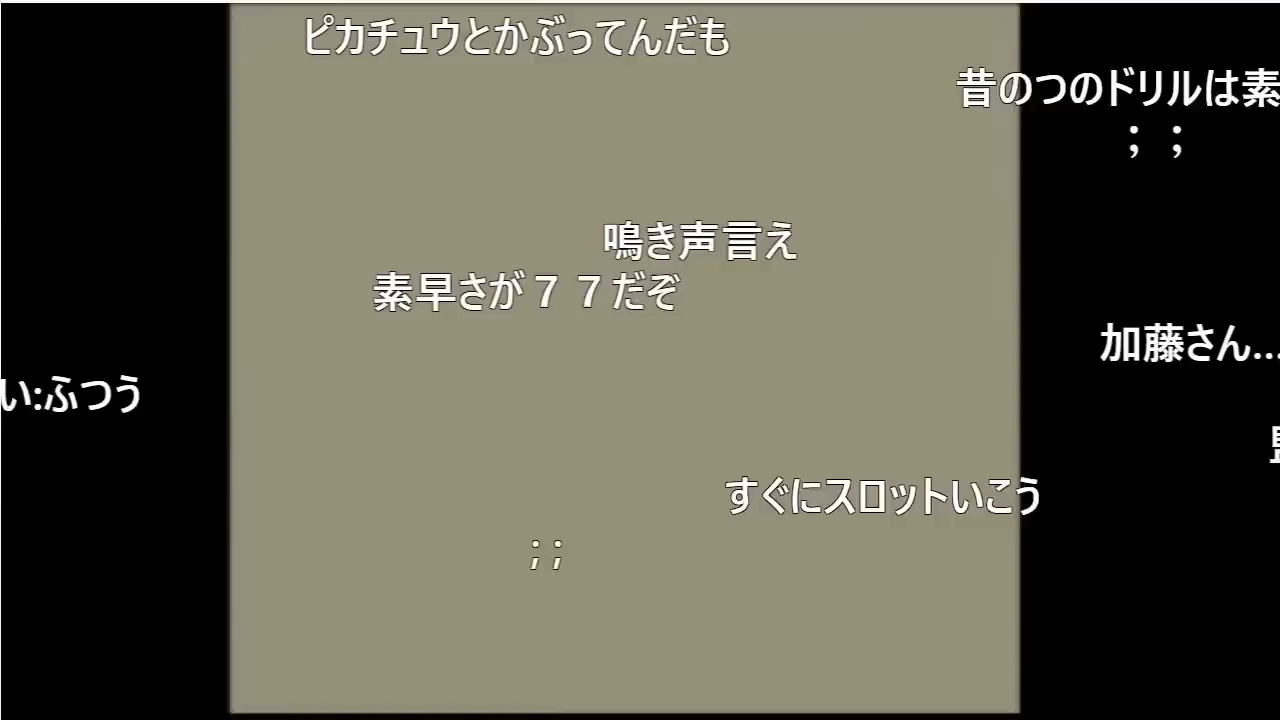 ピカチュウとかぶってんだも
昔のつのドリルは素
； ；
鳴き声言え
素早さが７７だぞ
加藤さん...
い:ふつう
すぐにスロットいこう
; ;